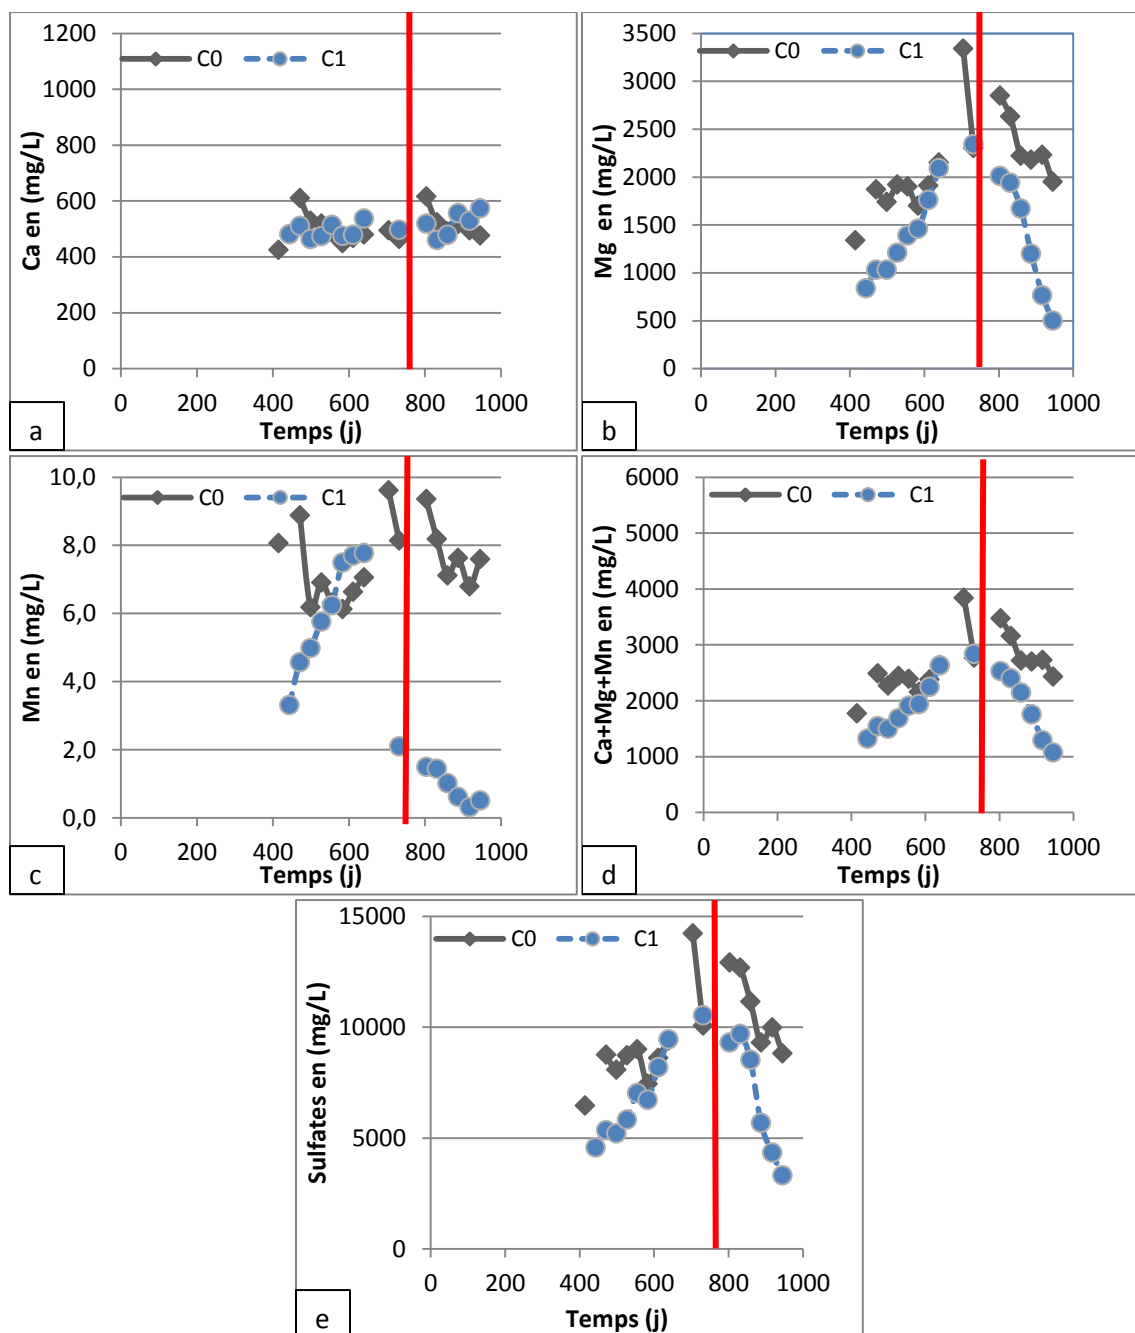 1200
1000
800
600
400
200
0
C0 C1
Ca en (mg/L)
0 200 400 600 800 1000
Temps (j)
a
3500
3000
2500
2000
1500
1000
500
0
C0 C1
Mg en (mg/L)
0 200 400 600 800 1000
Temps (j)
b
10,0
8,0
6,0
4,0
2,0
0,0
C0 C1
Mn en (mg/L)
0 200 400 600 800 1000
Temps (j)
c
6000
5000
4000
3000
2000
1000
0
C0 C1
Ca+Mg+Mn en (mg/L)
0 200 400 600 800 1000
Temps (j)
d
15000
10000
5000
0
C0 C1
Sulfates en (mg/L)
0 200 400 600 800 1000
Temps (j)
e